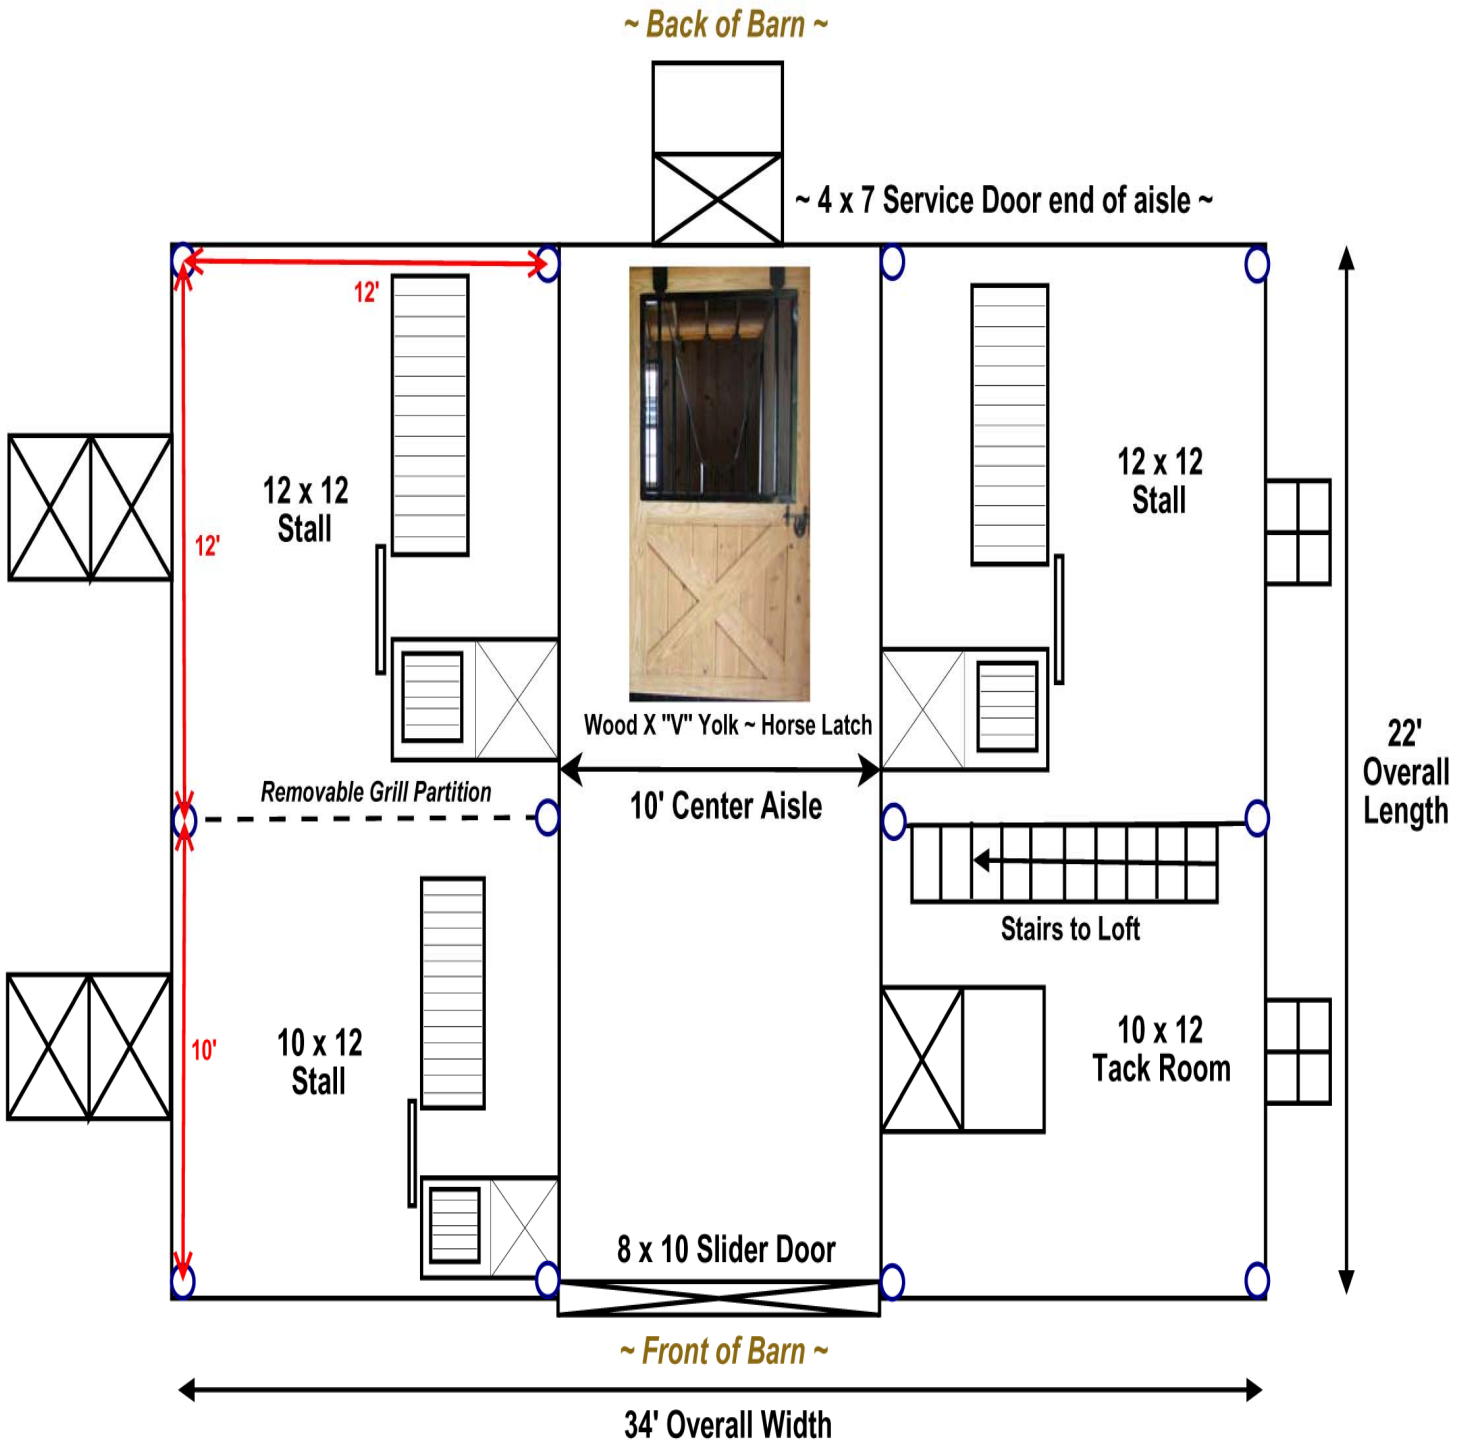 ~ Back of Barn ~
~ 4 x 7 Service Door end of aisle ~
12'
12 x 12
Stall
12'
12 x 12
Stall
Wood X "V" Yolk ~ Horse Latch
10' Center Aisle
Removable Grill Partition
22'
Overall
Length
Stairs to Loft
10 x 12
Stall
10'
10 x 12
Tack Room
8 x 10 Slider Door
~ Front of Barn ~
34' Overall Width